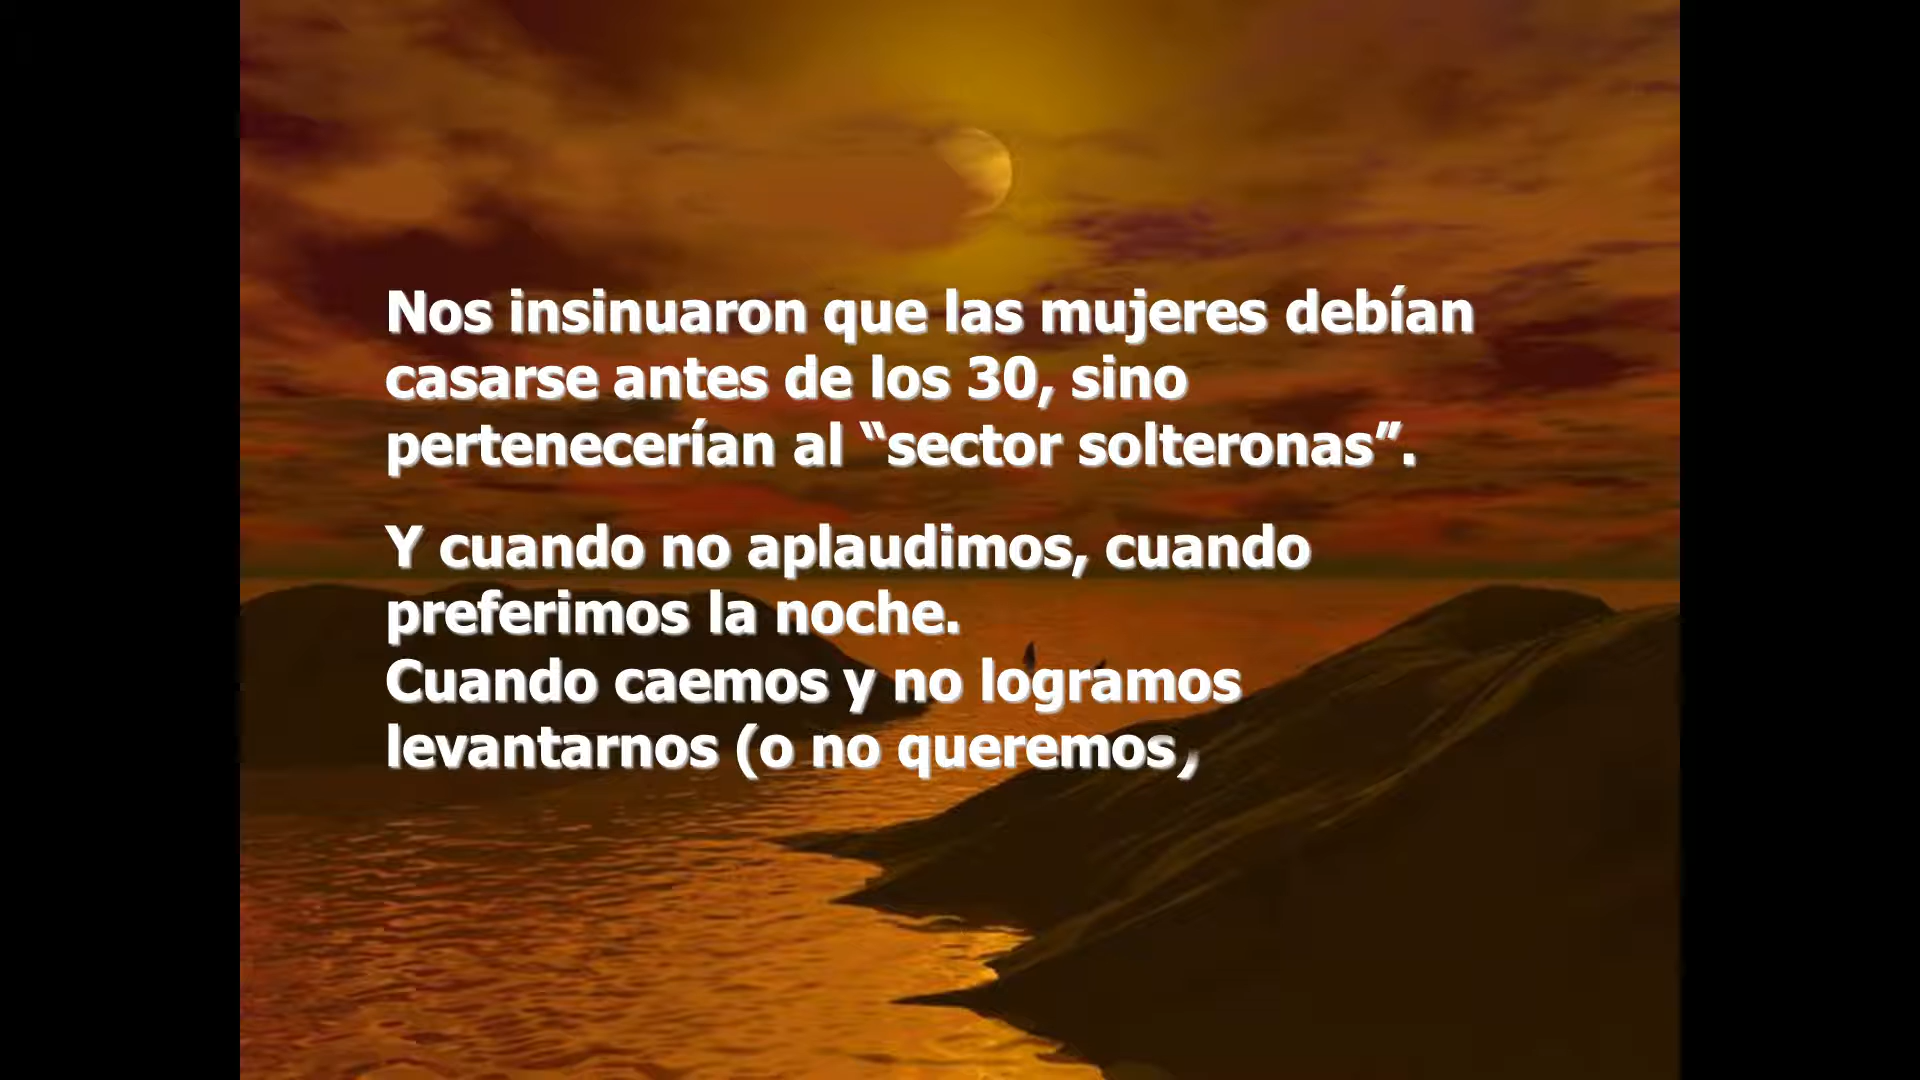 Nos insinuaron que las mujeres debían
casarse antes de los 30, sino
pertenecerían al “sector solteronas”.
Y cuando no aplaudimos, cuando
preferimos la noche.
Cuando caemos y no logramos
levantarnos (o no queremos,